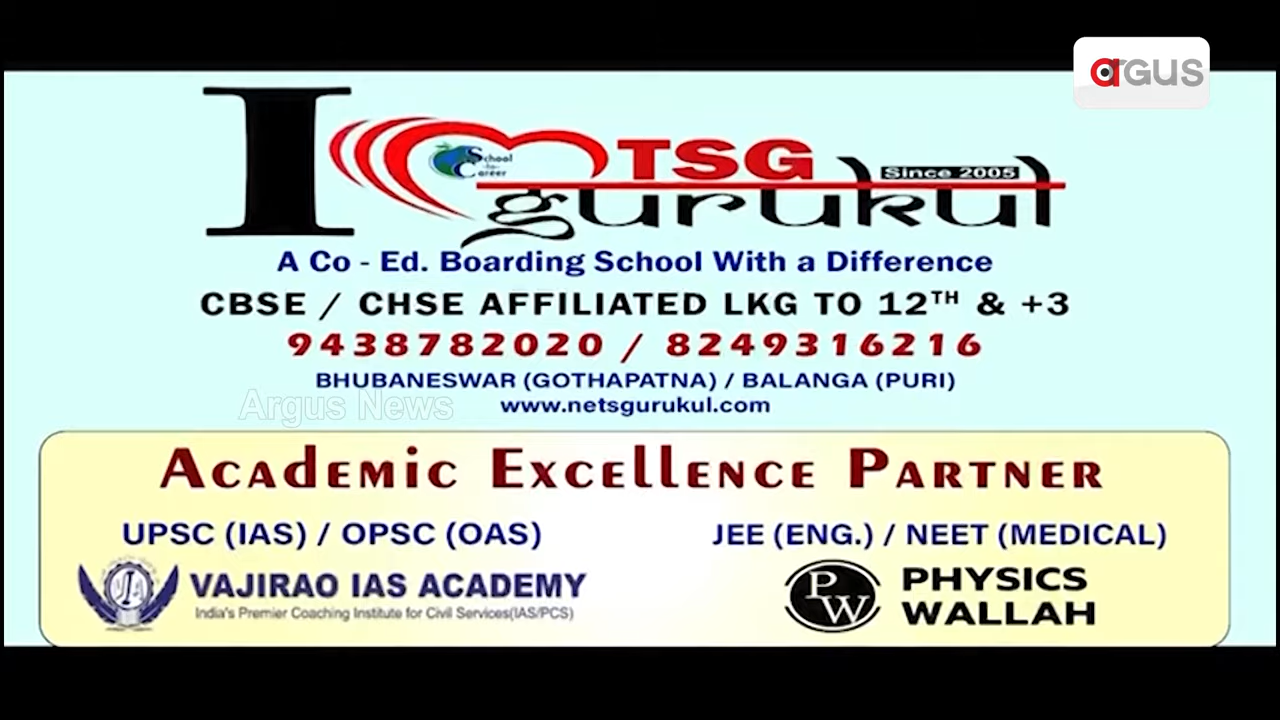 argus
I TSG
gurukul
Since 2005
School
to
Career
A Co - Ed. Boarding School With a Difference
CBSE / CHSE AFFILIATED LKG TO 12TH & +3
9438782020 / 8249316216
BHUBANESWAR (GOTHAPATNA) / BALANGA (PURI)
Argus News
www.netsgurukul.com
Academic Excellence Partner
UPSC (IAS) / OPSC (OAS)
JEE (ENG.) / NEET (MEDICAL)
VAJIRAO IAS ACADEMY
India's Premier Coaching Institute for Civil Services(IAS/PCS)
PW
PHYSICS
WALLAH